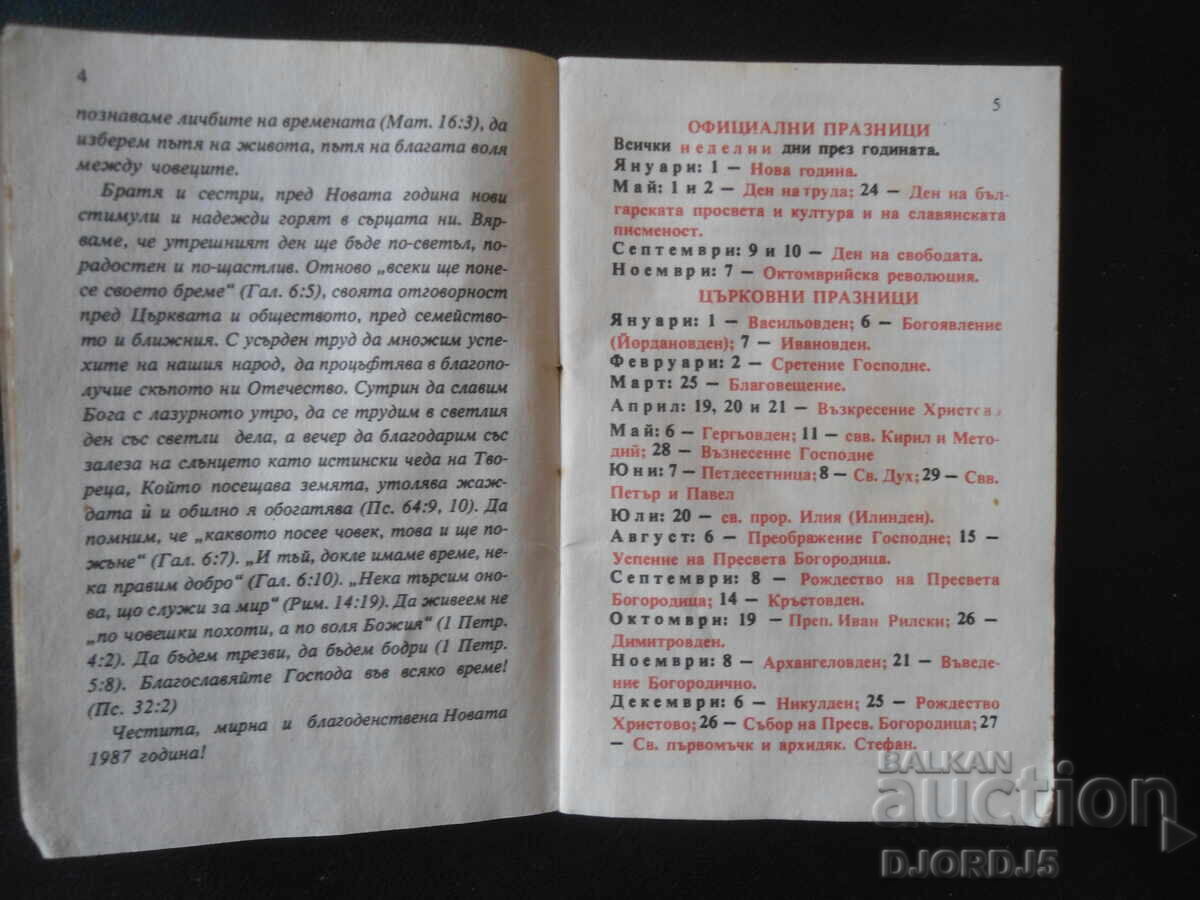 4
познаваме личбите на времената (Мат. 16:3), да
изберем пътя на живота, пътя на благата воля
между човеците.
Братя и сестри, пред Новата година нови
стимули и надежди горят в сърцата ни. Вяр-
ваме, че утрешният ден ще бъде по-светъл, по-
радостен и по-щастлив. Отново „всеки ще поне-
се своето бреме“ (Гал. 6:5), своята отговорност
пред Църквата и обществото, пред семейство-
то и ближния. С усърден труд да множим успе-
хите на нашия народ, да процъфтява в благопо-
лучие скъпото ни Отечество. Сутрин да славим
Бога с лазурното утро, да се трудим в светлия
ден със светли дела, а вечер да благодарим със
залеза на слънцето като истински чеда на Тво-
реца, Който посещава земята, утолява жаж-
дата ѝ и обилно я обогатява (Пс. 64:9, 10). Да
помним, че „каквото посее човек, това и ще по-
жъне“ (Гал. 6:7). „И тъй, докле имаме време, не-
ка правим добро“ (Гал. 6:10). „Нека търсим оно-
ва, що служи за мир“ (Рим. 14:19). Да живеем не
„по човешки похоти, а по воля Божия“ (1 Петр.
4:2). Да бъдем трезви, да бъдем бодри (1 Петр.
5:8). Благославяйте Господа във всяко време!
(Пс. 32:2)
Честита, мирна и благоденствена Новата
1987 година!
5
ОФИЦИАЛНИ ПРАЗНИЦИ
Всички неделни дни през годината.
Януари: 1 — Нова година.
Май: 1 и 2 — Ден на труда; 24 — Ден на бъл-
гарската просвета и култура и на славянската
писменост.
Септември: 9 и 10 — Ден на свободата.
Ноември: 7 — Октомврийска революция.
ЦЪРКОВНИ ПРАЗНИЦИ
Януари: 1 — Васильовден; 6 — Богоявление
(Йордановден); 7 — Ивановден.
Февруари: 2 — Сретение Господне.
Март: 25 — Благовещение.
Април: 19, 20 и 21 — Възкресение Христово
Май: 6 — Гергьовден; 11 — свв. Кирил и Мето-
дий; 28 — Възнесение Господне
Юни: 7 — Петдесетница; 8 — Св. Дух; 29 — Свв.
Петър и Павел
Юли: 20 — св. прор. Илия (Илинден).
Август: 6 — Преображение Господне; 15 —
Успение на Пресвета Богородица.
Септември: 8 — Рождество на Пресвета
Богородица; 14 — Кръстовден.
Октомври: 19 — Преп. Иван Рилски; 26 —
Димитровден.
Ноември: 8 — Архангеловден; 21 — Въведе-
ние Богородично.
Декември: 6 — Никулден; 25 — Рождество
Христово; 26 — Събор на Пресв. Богородица; 27
— Св. първомъчк и архидяк. Стефан.
BALKAN
auction
DJORDJ5